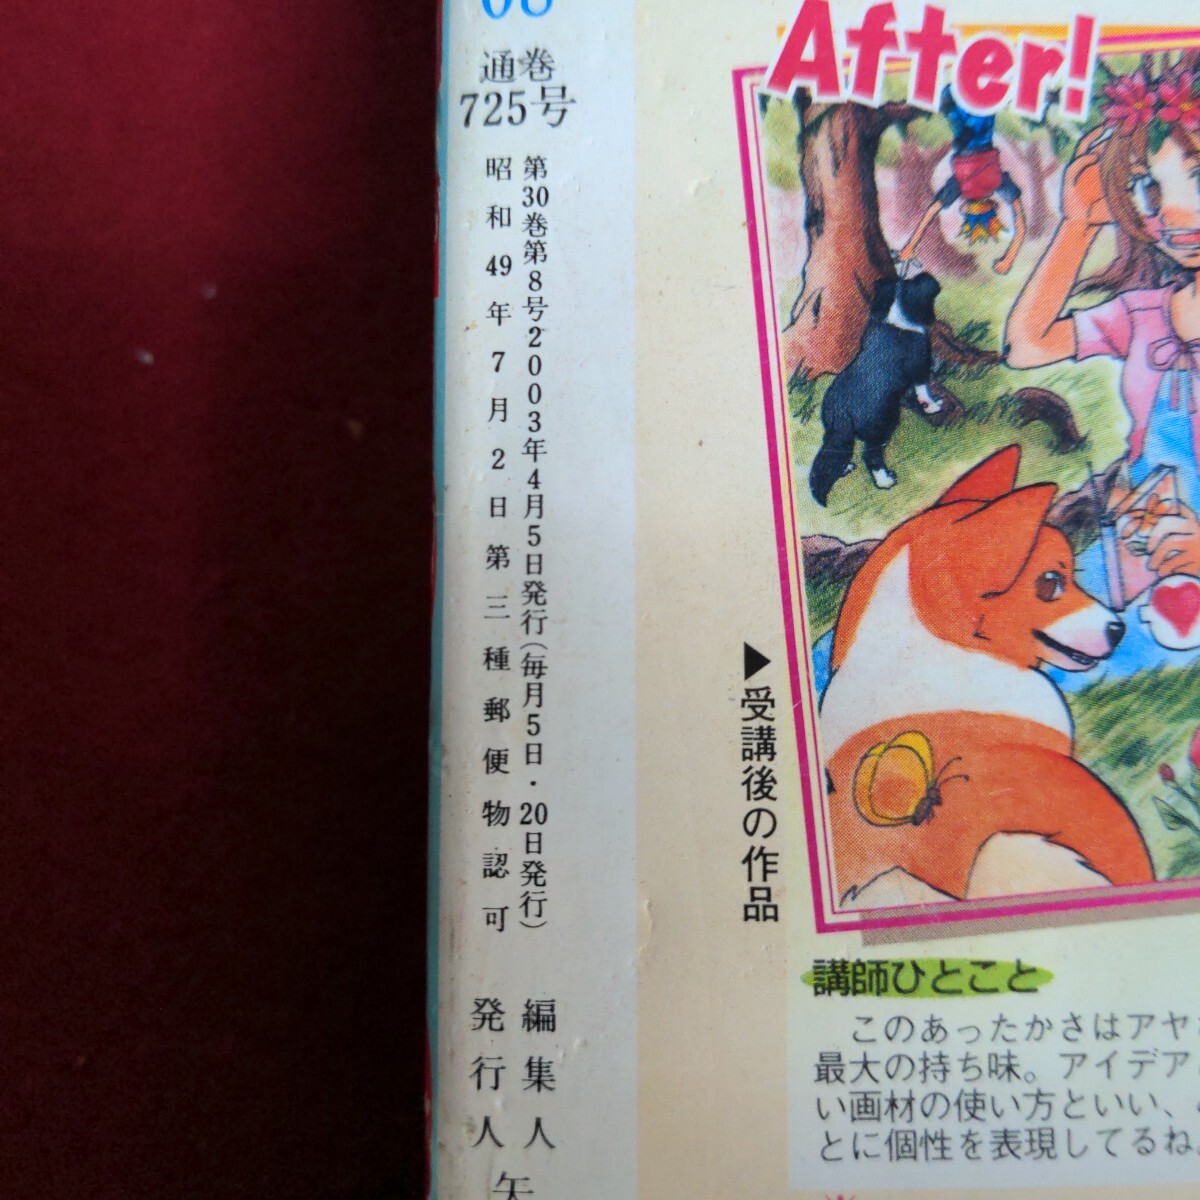 08
通巻
725号
第30巻第8号2003年4月5日発行(毎月5日・20日発行)
昭和49年7月2日第三種郵便物認可
編集人
発行人
矢
After!
▶受講後の作品
講師ひとこと
このあったかさはアヤ
最大の持ち味。アイデア
い画材の使い方といい、
とに個性を表現してるね。